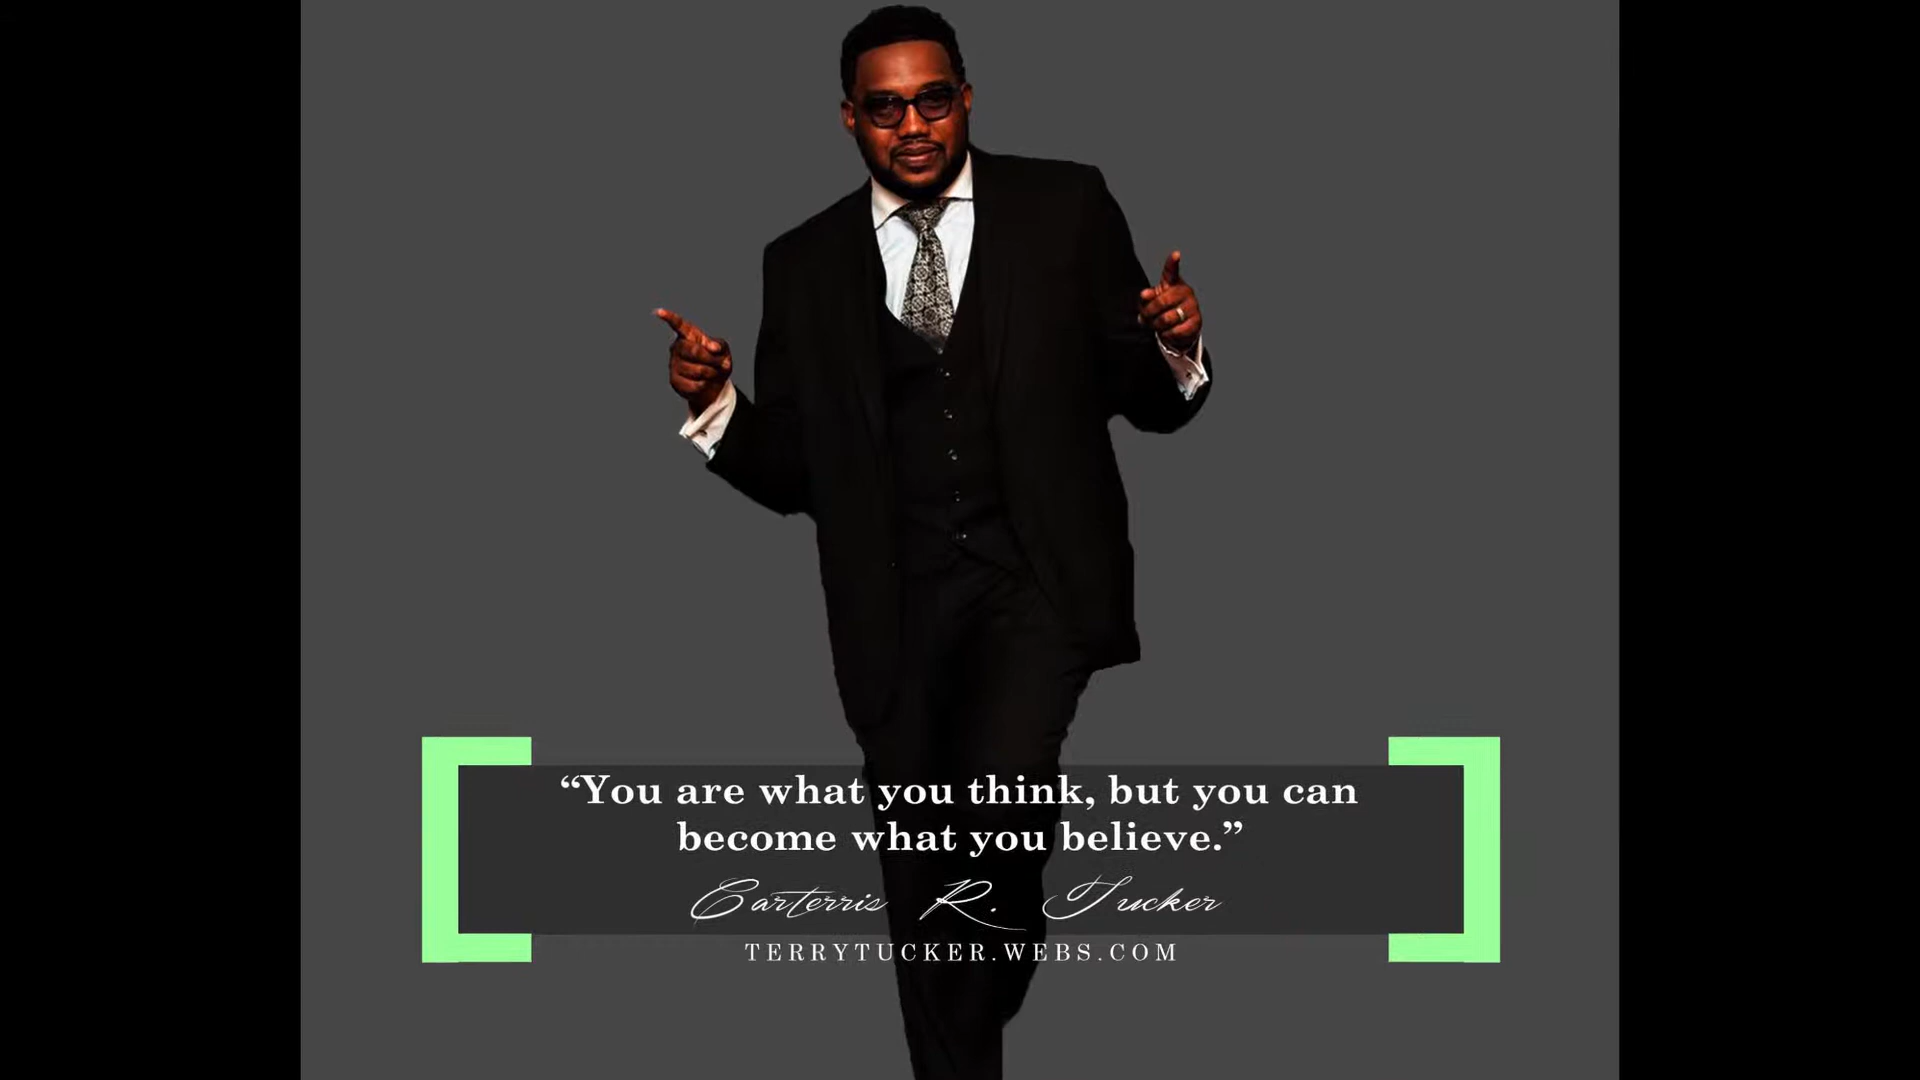 “You are what you think, but you can
become what you believe.”
Carterris R. Tucker
TERRYTUCKER.WEBS.COM